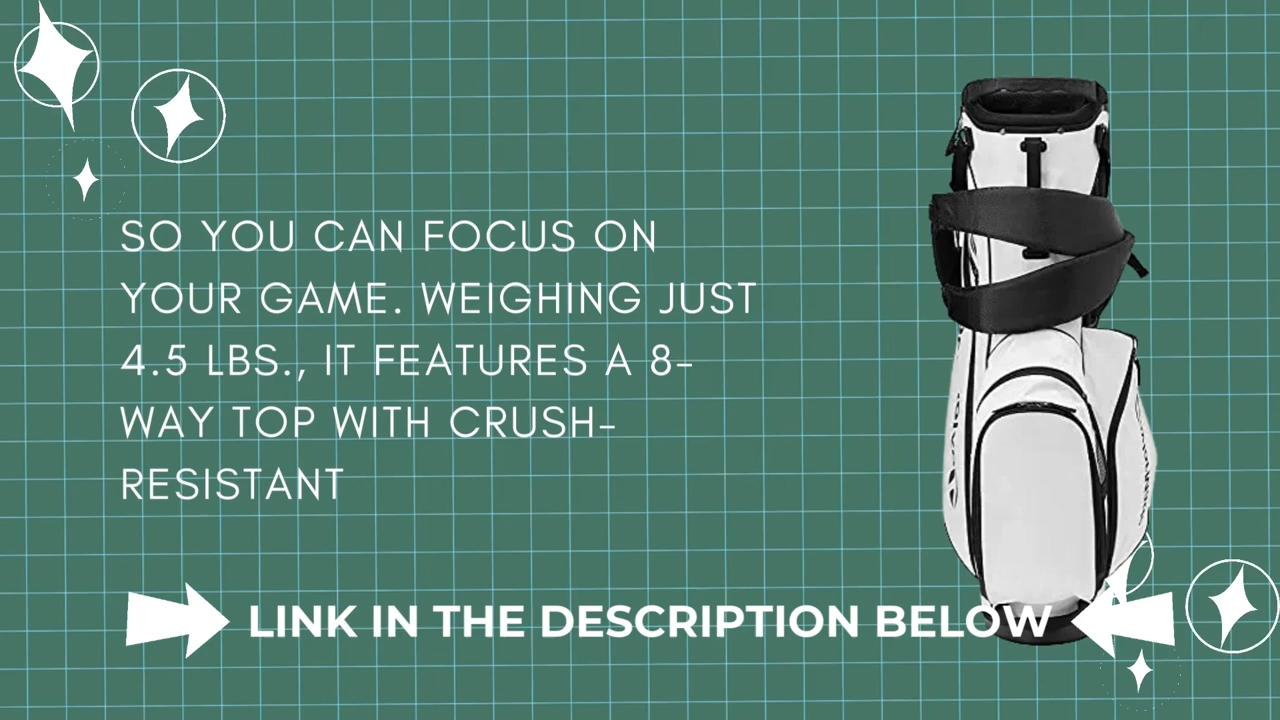 SO YOU CAN FOCUS ON
YOUR GAME. WEIGHING JUST
4.5 LBS., IT FEATURES A 8-
WAY TOP WITH CRUSH-
RESISTANT
LINK IN THE DESCRIPTION BELOW